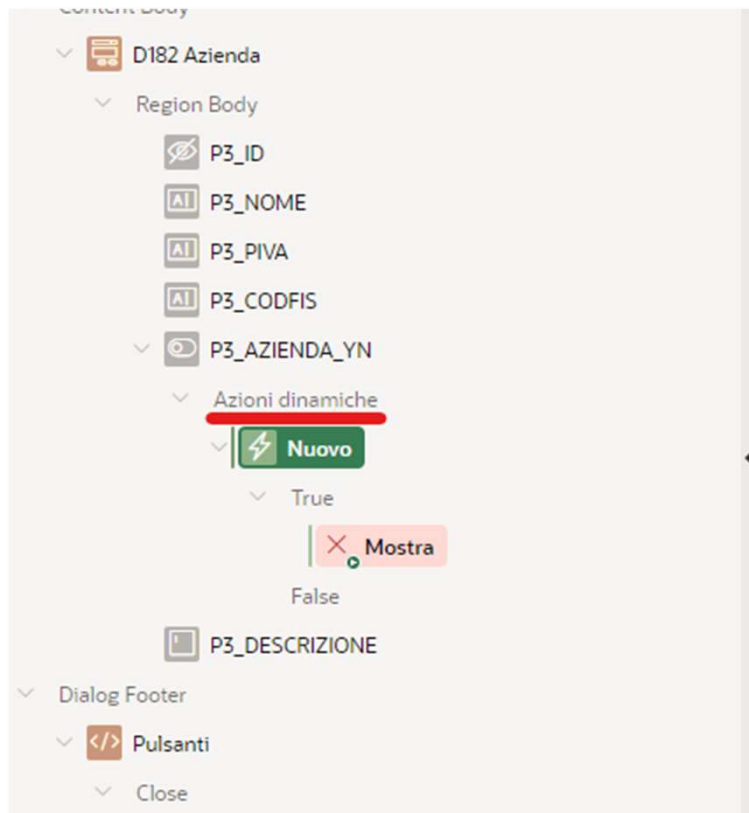 Content Body
D182 Azienda
Region Body
P3_ID
P3_NOME
P3_PIVA
P3_CODFIS
P3_AZIENDA_YN
Azioni dinamiche
Nuovo
True
Mostra
False
P3_DESCRIZIONE
Dialog Footer
Pulsanti
Close